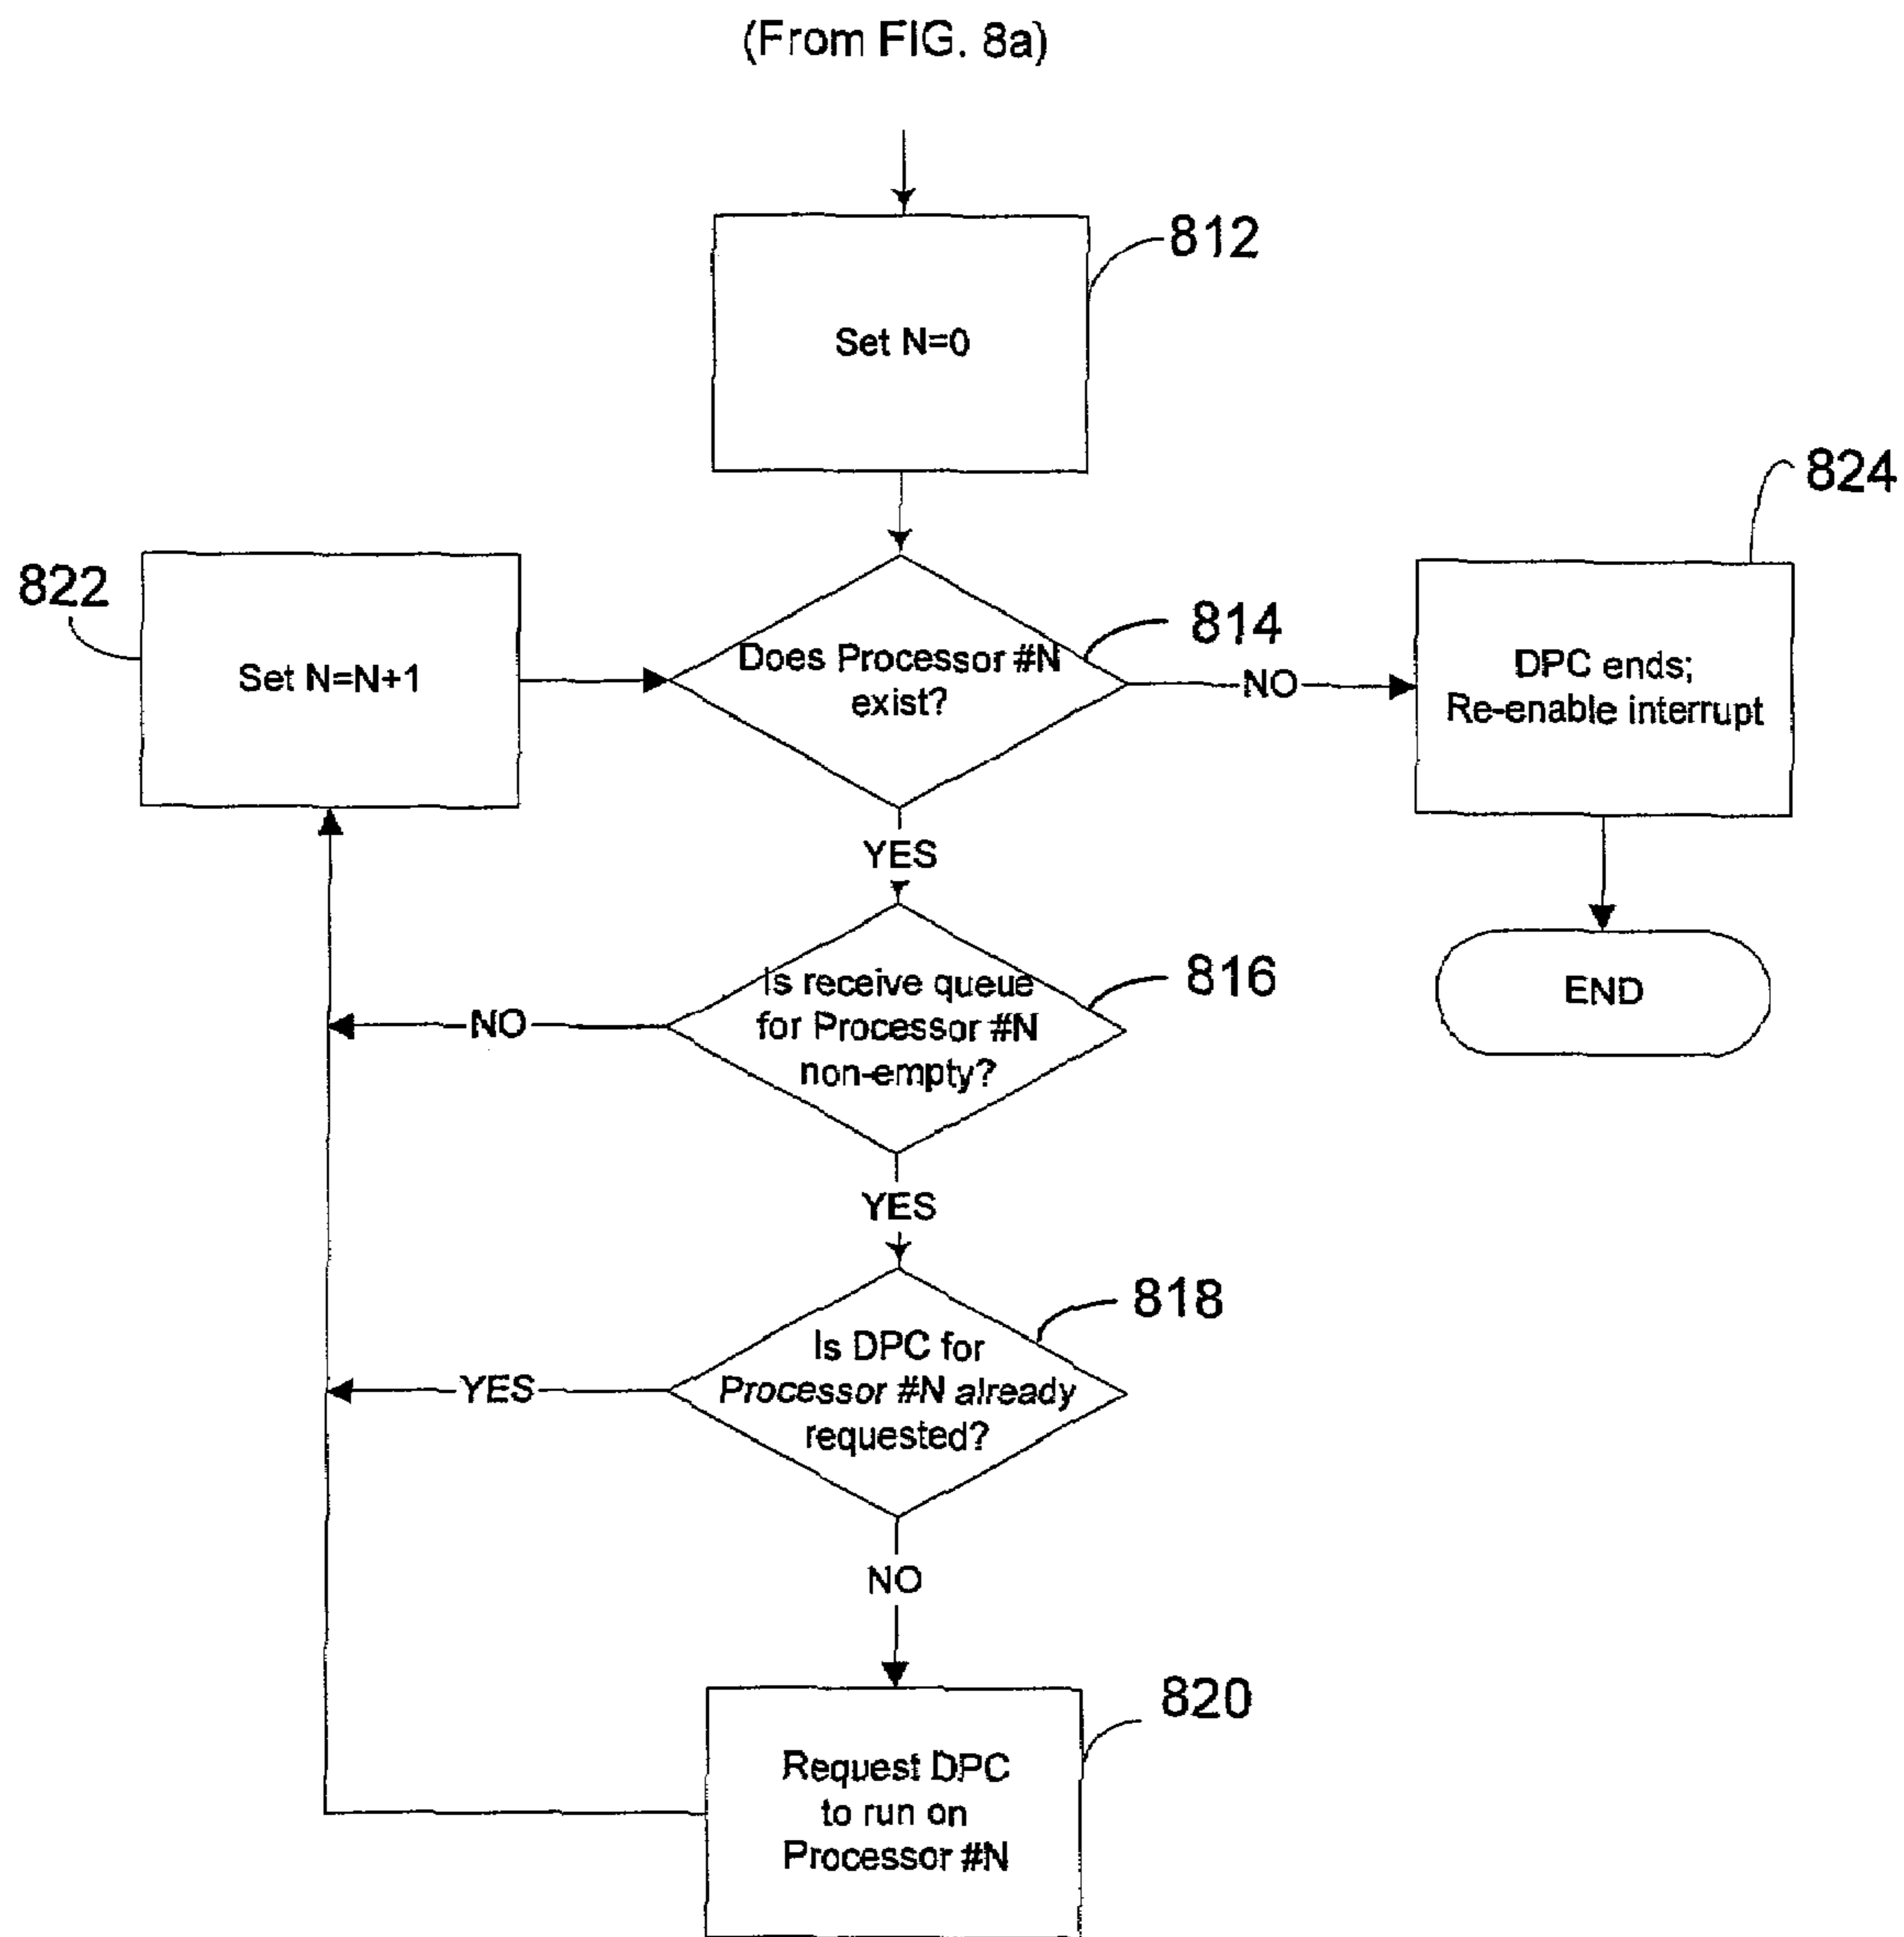 (From FIG. 8a)
812
Set N=0
824
822
Set N=N+1
814
Does Processor #N
exist?
NO
DPC ends;
Re-enable interrupt
YES
END
816
Is receive queue
for Processor #N
non-empty?
NO
YES
818
Is DPC for
Processor #N already
requested?
YES
NO
820
Request DPC
to run on
Processor #N